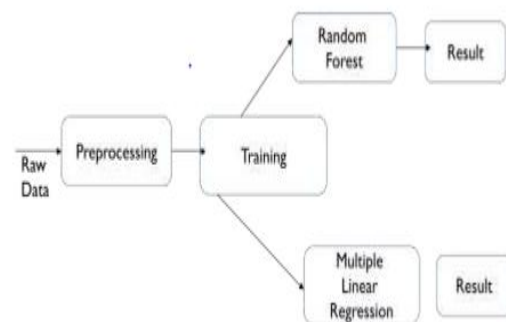 Random
Forest
Result
Preprocessing
Training
Raw
Data
Multiple
Linear
Regression
Result